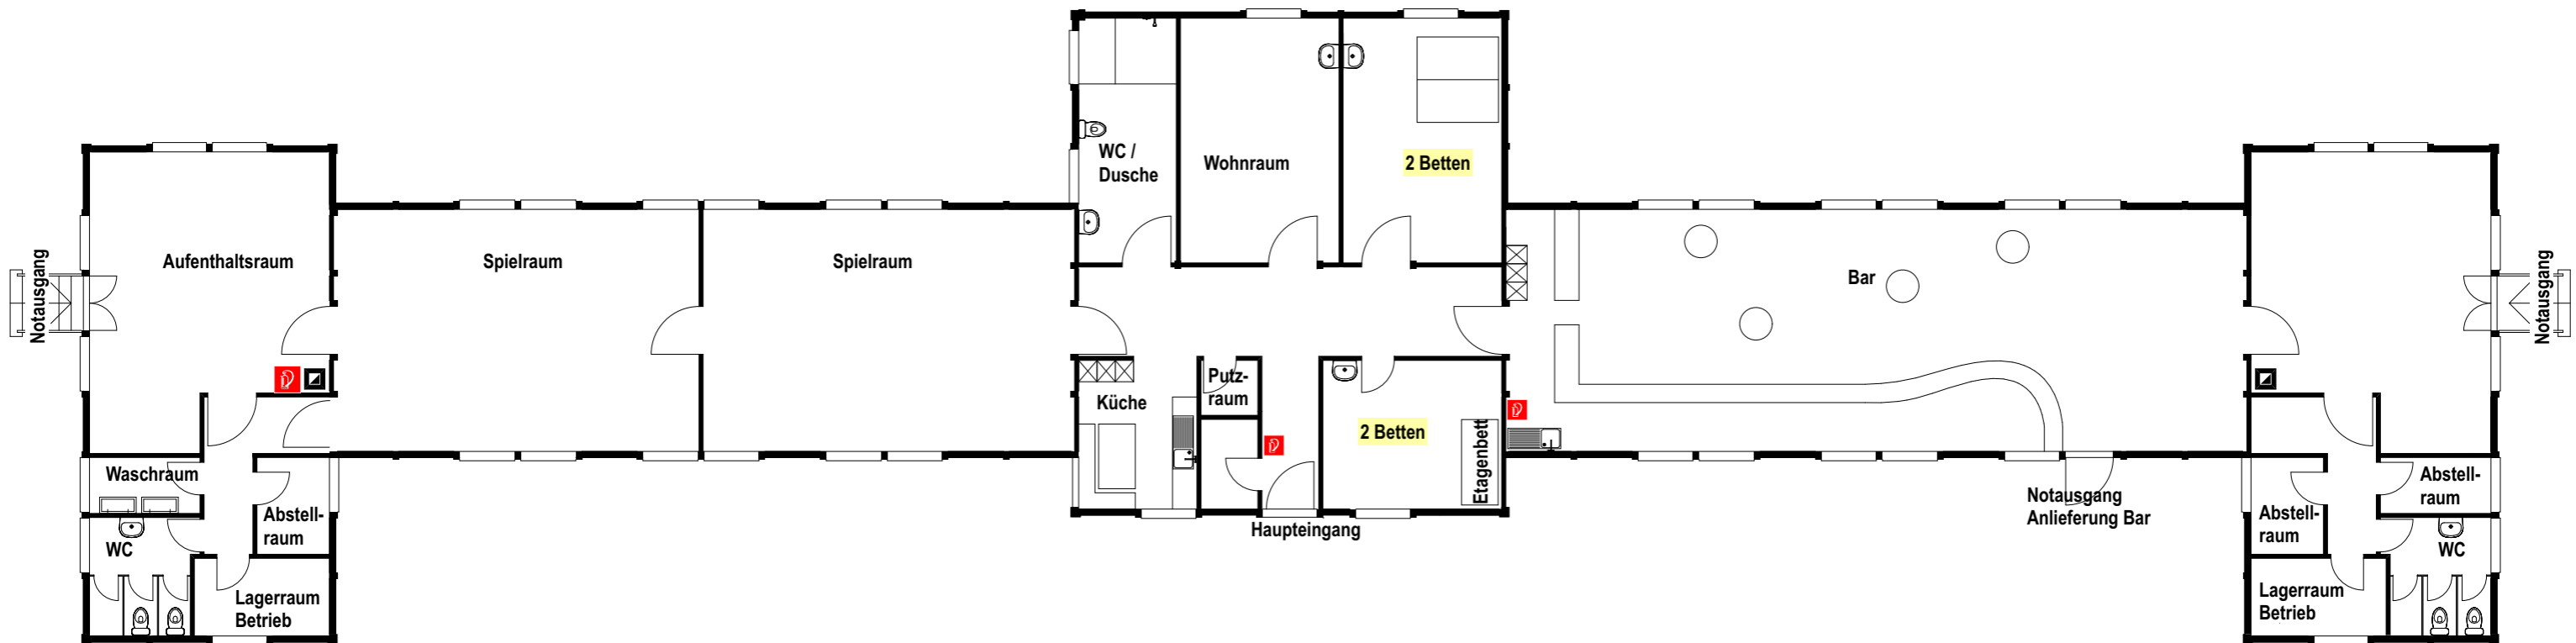 WC /
Dusche
Wohnraum
2 Betten
Notausgang
Aufenthaltsraum
Spielraum
Spielraum
Bar
Notausgang
Küche
Putz-
raum
2 Betten
Etagenbett
Waschraum
Abstell-
raum
WC
Lagerraum
Betrieb
Haupteingang
Notausgang
Anlieferung Bar
Abstell-
raum
Abstell-
raum
WC
Lagerraum
Betrieb